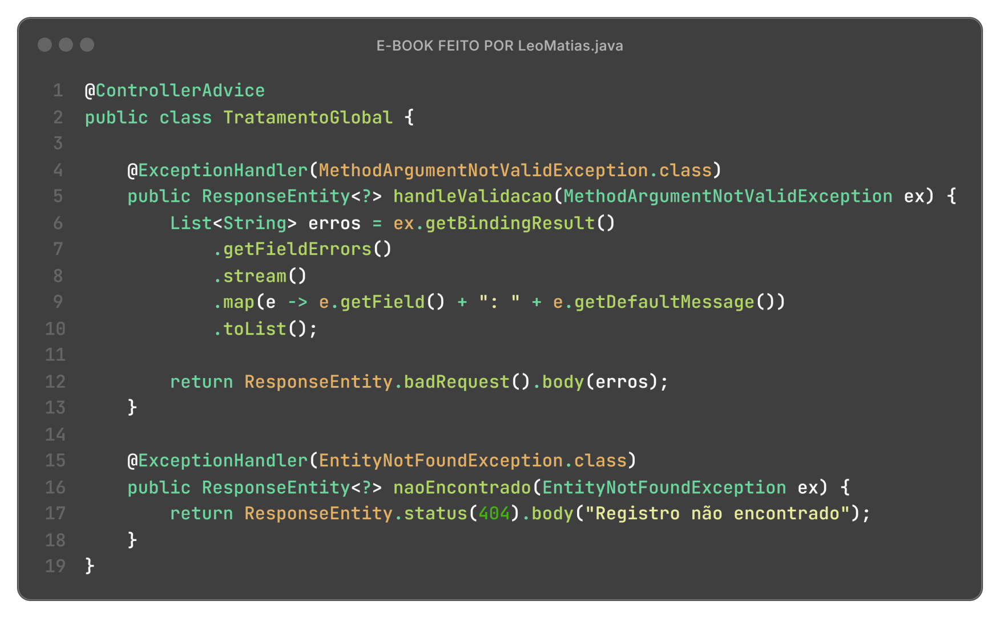 E-BOOK FEITO POR LeoMatias.java
1 @ControllerAdvice
2 public class TratamentoGlobal {
3
4     @ExceptionHandler(MethodArgumentNotValidException.class)
5     public ResponseEntity<?> handleValidacao(MethodArgumentNotValidException ex) {
6         List<String> erros = ex.getBindingResult()
7             .getFieldErrors()
8             .stream()
9             .map(e -> e.getField() + ": " + e.getDefaultMessage())
10             .toList();
11
12         return ResponseEntity.badRequest().body(erros);
13     }
14
15     @ExceptionHandler(EntityNotFoundException.class)
16     public ResponseEntity<?> naoEncontrado(EntityNotFoundException ex) {
17         return ResponseEntity.status(404).body("Registro não encontrado");
18     }
19 }